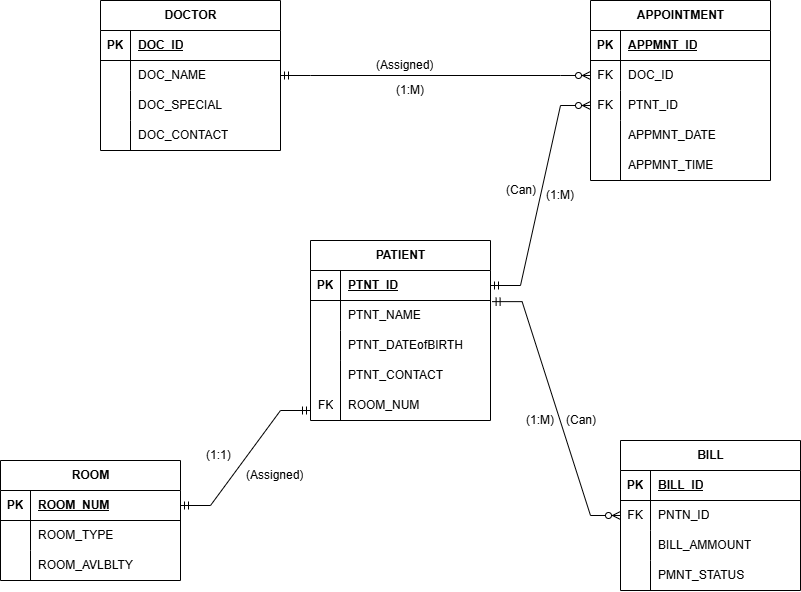 DOCTOR
PK DOC_ID
DOC_NAME
DOC_SPECIAL
DOC_CONTACT
(Assigned)
(1:M)
APPOINTMENT
PK APPMNT_ID
FK DOC_ID
FK PTNT_ID
APPMNT_DATE
APPMNT_TIME
(Can) (1:M)
PATIENT
PK PTNT_ID
PTNT_NAME
PTNT_DATEofBIRTH
PTNT_CONTACT
FK ROOM_NUM
(1:1)
(Assigned)
(1:M) (Can)
ROOM
PK ROOM_NUM
ROOM_TYPE
ROOM_AVLBLTY
BILL
PK BILL_ID
FK PNTN_ID
BILL_AMMOUNT
PMNT_STATUS